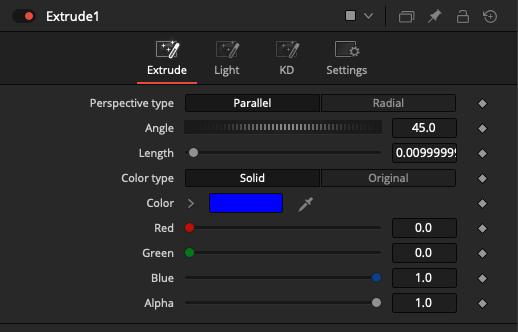 Extrude1
Extrude Light KD Settings
Perspective type Parallel Radial
Angle 45.0
Length 0.00999999
Color type Solid Original
Color
Red 0.0
Green 0.0
Blue 1.0
Alpha 1.0